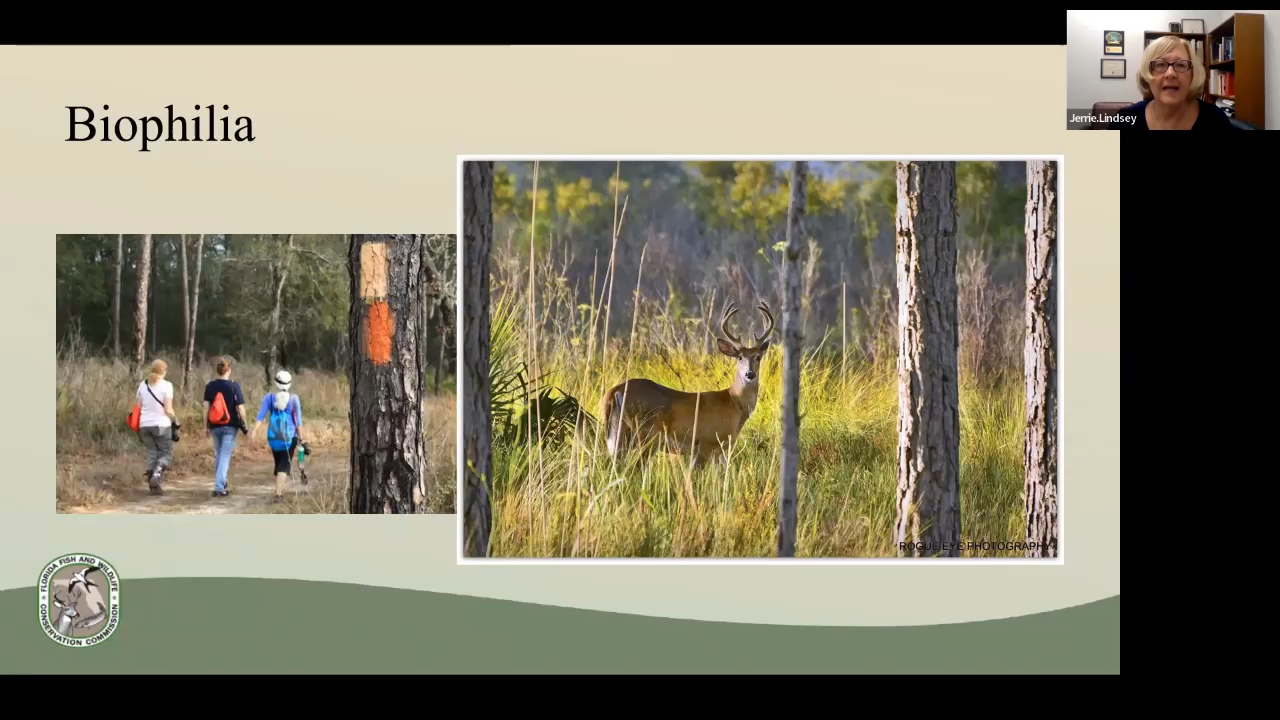 Biophilia
Jerrie.Lindsey
ROGUE EYE PHOTOGRAPHY
FLORIDA FISH AND WILDLIFE
CONSERVATION COMMISSION